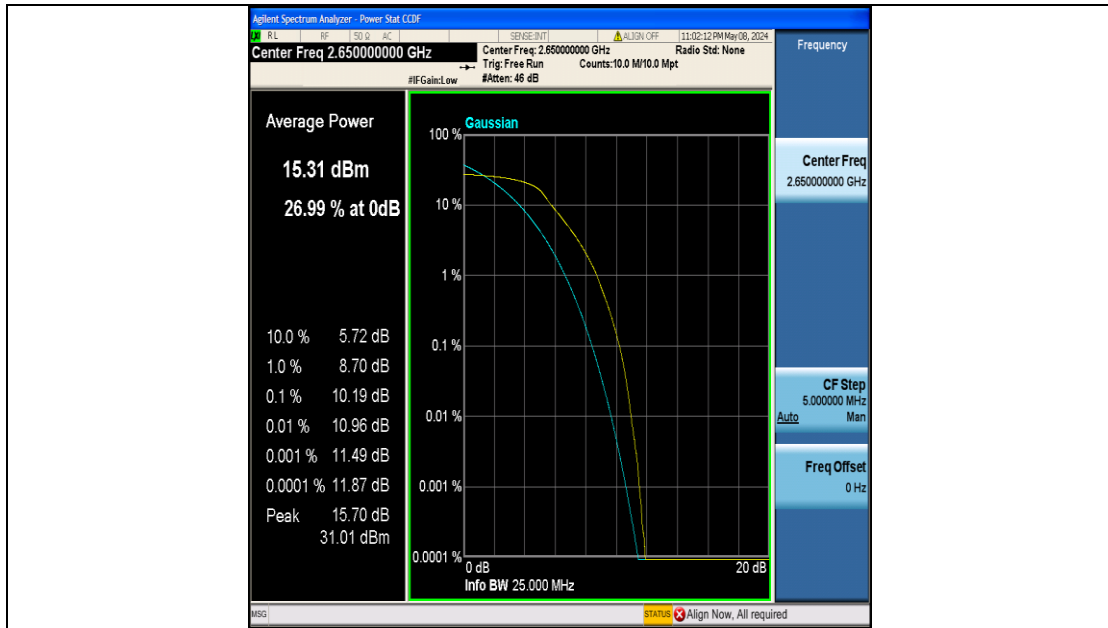 Agilent Spectrum Analyzer - Power Stat CCDF
RL RF 50 Ω AC SENSE:INT ALIGN OFF 11:02:12 PM May 08, 2024
Center Freq 2.650000000 GHz
Center Freq: 2.650000000 GHz Radio Std: None
Trig: Free Run Counts:10.0 M/10.0 Mpt
#IFGain:Low #Atten: 46 dB
Average Power
15.31 dBm
26.99 % at 0dB
10.0 % 5.72 dB
1.0 % 8.70 dB
0.1 % 10.19 dB
0.01 % 10.96 dB
0.001 % 11.49 dB
0.0001 % 11.87 dB
Peak 15.70 dB
31.01 dBm
Gaussian
100 %
10 %
1 %
0.1 %
0.01 %
0.001 %
0.0001 %
0 dB 20 dB
Info BW 25.000 MHz
Frequency
Center Freq
2.650000000 GHz
CF Step
5.000000 MHz
Auto Man
Freq Offset
0 Hz
MSG STATUS Align Now, All required